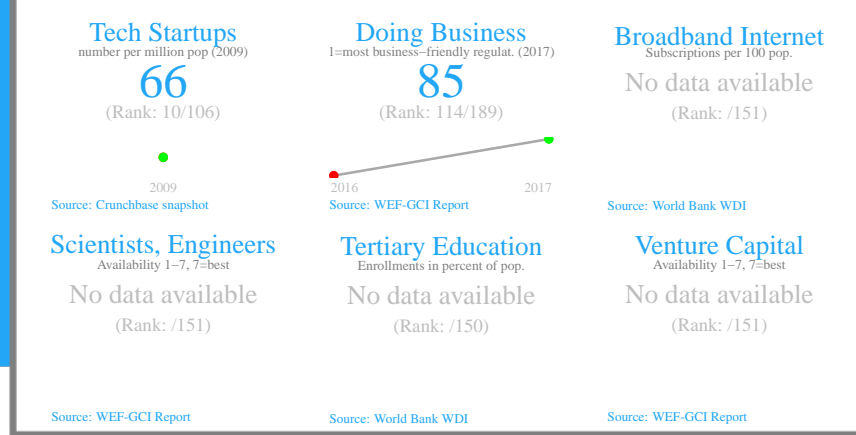 Tech Startups
number per million pop (2009)
66
(Rank: 10/106)
2009
Source: Crunchbase snapshot
Doing Business
1=most business−friendly regulat. (2017)
85
(Rank: 114/189)
2016 2017
Source: WEF-GCI Report
Broadband Internet
Subscriptions per 100 pop.
No data available
(Rank: /151)
Source: World Bank WDI
Scientists, Engineers
Availability 1−7, 7=best
No data available
(Rank: /151)
Source: WEF-GCI Report
Tertiary Education
Enrollments in percent of pop.
No data available
(Rank: /150)
Source: World Bank WDI
Venture Capital
Availability 1−7, 7=best
No data available
(Rank: /151)
Source: WEF-GCI Report